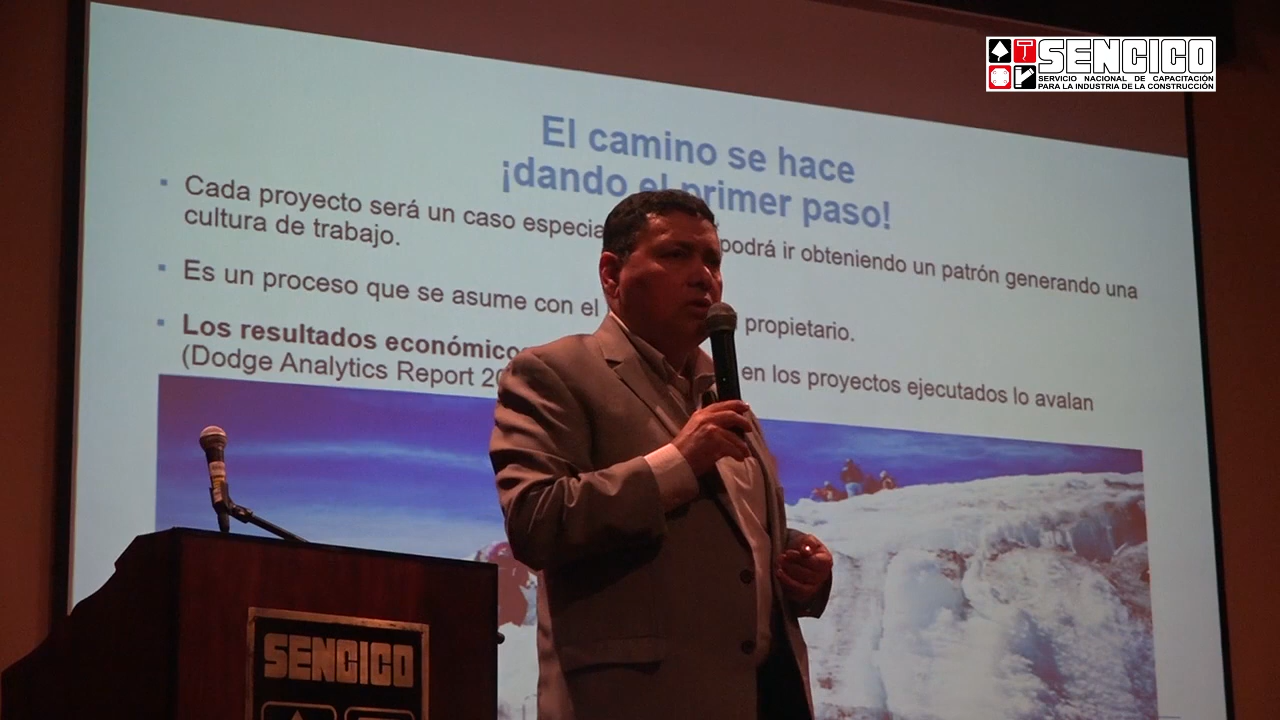 SENCICO
SERVICIO NACIONAL DE CAPACITACIÓN
PARA LA INDUSTRIA DE LA CONSTRUCCIÓN
El camino se hace
¡dando el primer paso!
Cada proyecto será un caso especia podrá ir obteniendo un patrón generando una
cultura de trabajo.
Es un proceso que se asume con el propietario.
Los resultados económico en los proyectos ejecutados lo avalan
(Dodge Analytics Report 20
SENCICO